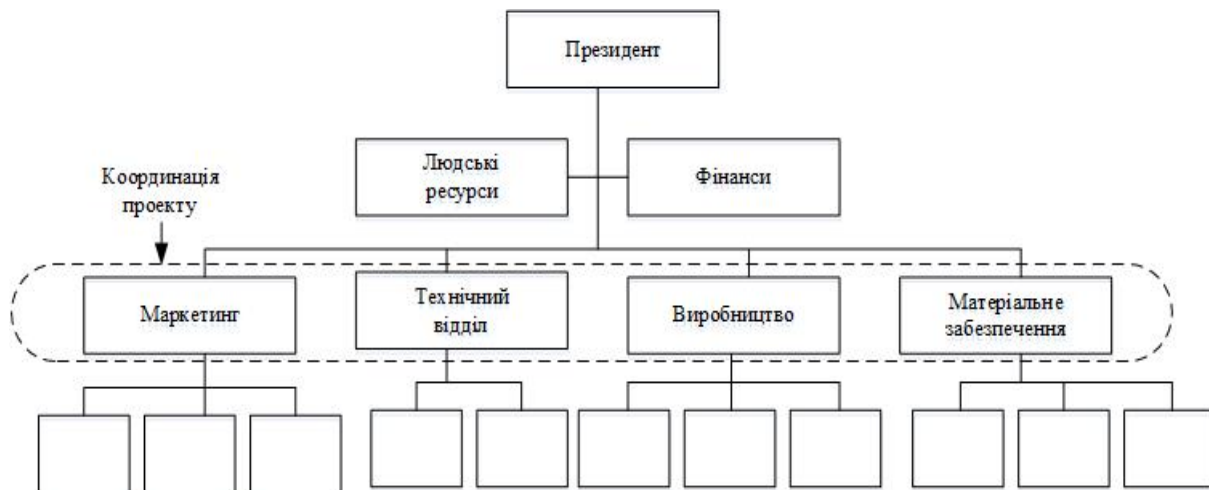 Президент
Людські
ресурси
Фінанси
Координація
проекту
Маркетинг
Технічний
відділ
Виробництво
Матеріальне
забезпечення